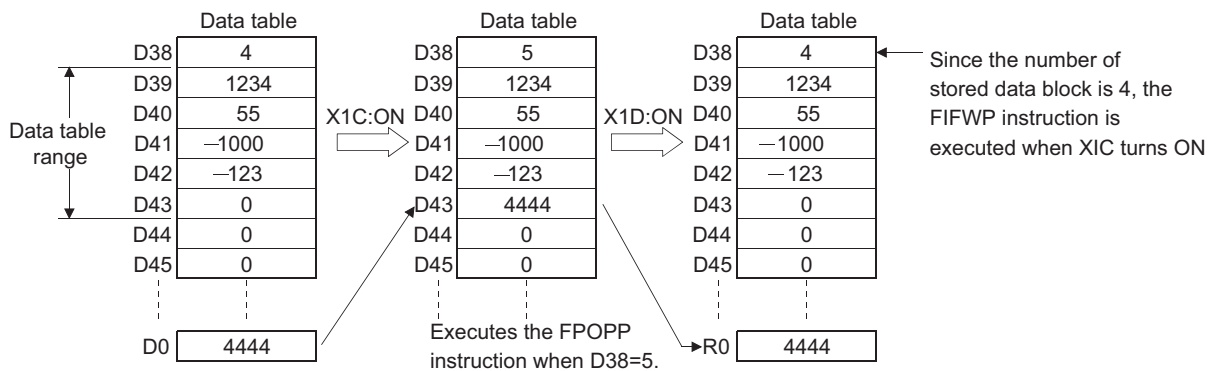 Data table Data table Data table
D38 4 D38 5 D38 4
D39 1234 D39 1234 D39 1234
D40 55 D40 55 D40 55
D41 —1000 D41 —1000 D41 —1000
D42 —123 D42 —123 D42 —123
D43 0 D43 4444 D43 0
D44 0 D44 0 D44 0
D45 0 D45 0 D45 0
Data table
range
X1C:ON
X1D:ON
Since the number of
stored data block is 4, the
FIFWP instruction is
executed when XIC turns ON
D0 4444
Executes the FPOPP
instruction when D38=5.
R0 4444